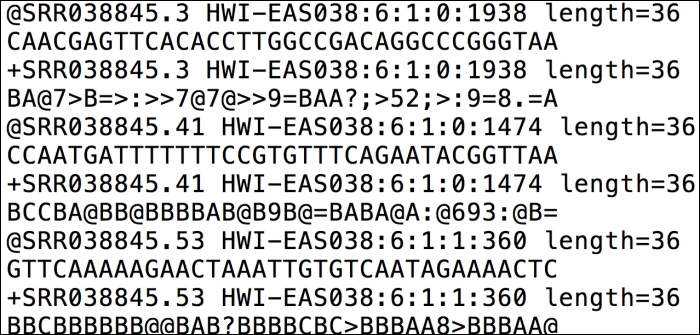 @SRR038845.3 HWI-EAS038:6:1:0:1938 length=36
CAACGAGTTCACACCTTGGCCGACAGGCCCGGGTAA
+SRR038845.3 HWI-EAS038:6:1:0:1938 length=36
BA@7>B=>:>>7@7@>>9=BAA?;>52;>:9=8.=A
@SRR038845.41 HWI-EAS038:6:1:0:1474 length=36
CCAATGATTTTTTTCCGTGTTTCAGAATACGGTTAA
+SRR038845.41 HWI-EAS038:6:1:0:1474 length=36
BCCBA@BB@BBBBAB@B9B@=BABA@A:@693:@B=
@SRR038845.53 HWI-EAS038:6:1:1:360 length=36
GTTCAAAAAGAACTAAATTGTGTCAATAGAAAACTC
+SRR038845.53 HWI-EAS038:6:1:1:360 length=36
BBCBBBBBB@@BAB?BBBBCBC>BBBAA8>BBBAA@